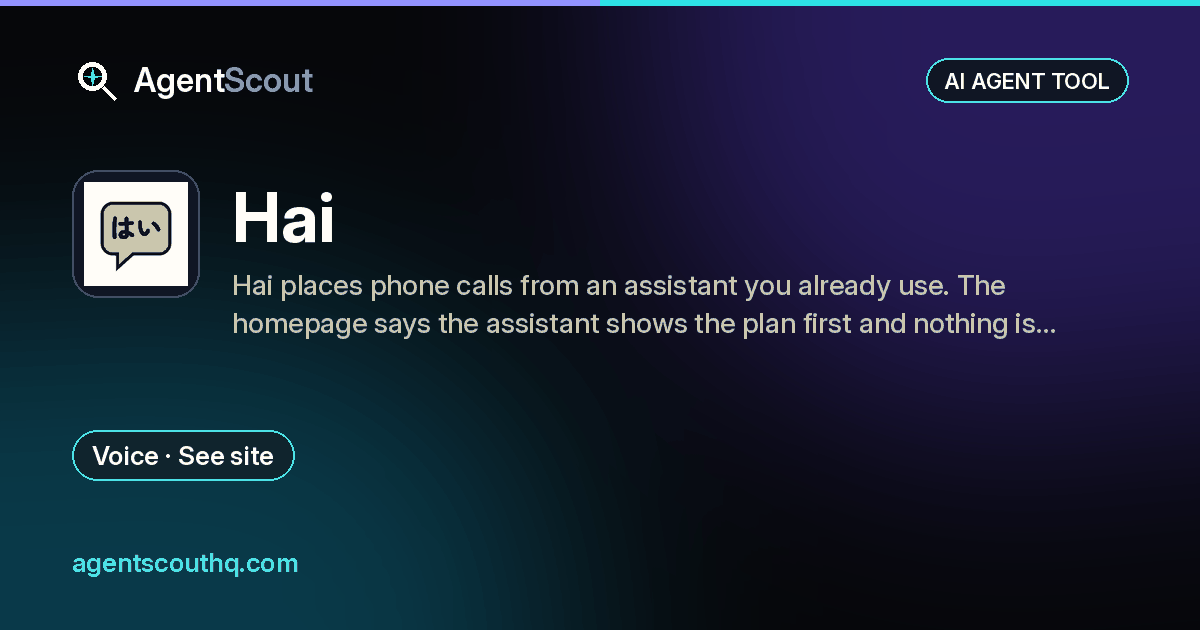 AgentScout
AI AGENT TOOL
はい
Hai
Hai places phone calls from an assistant you already use. The
homepage says the assistant shows the plan first and nothing is...
Voice · See site
agentscouthq.com